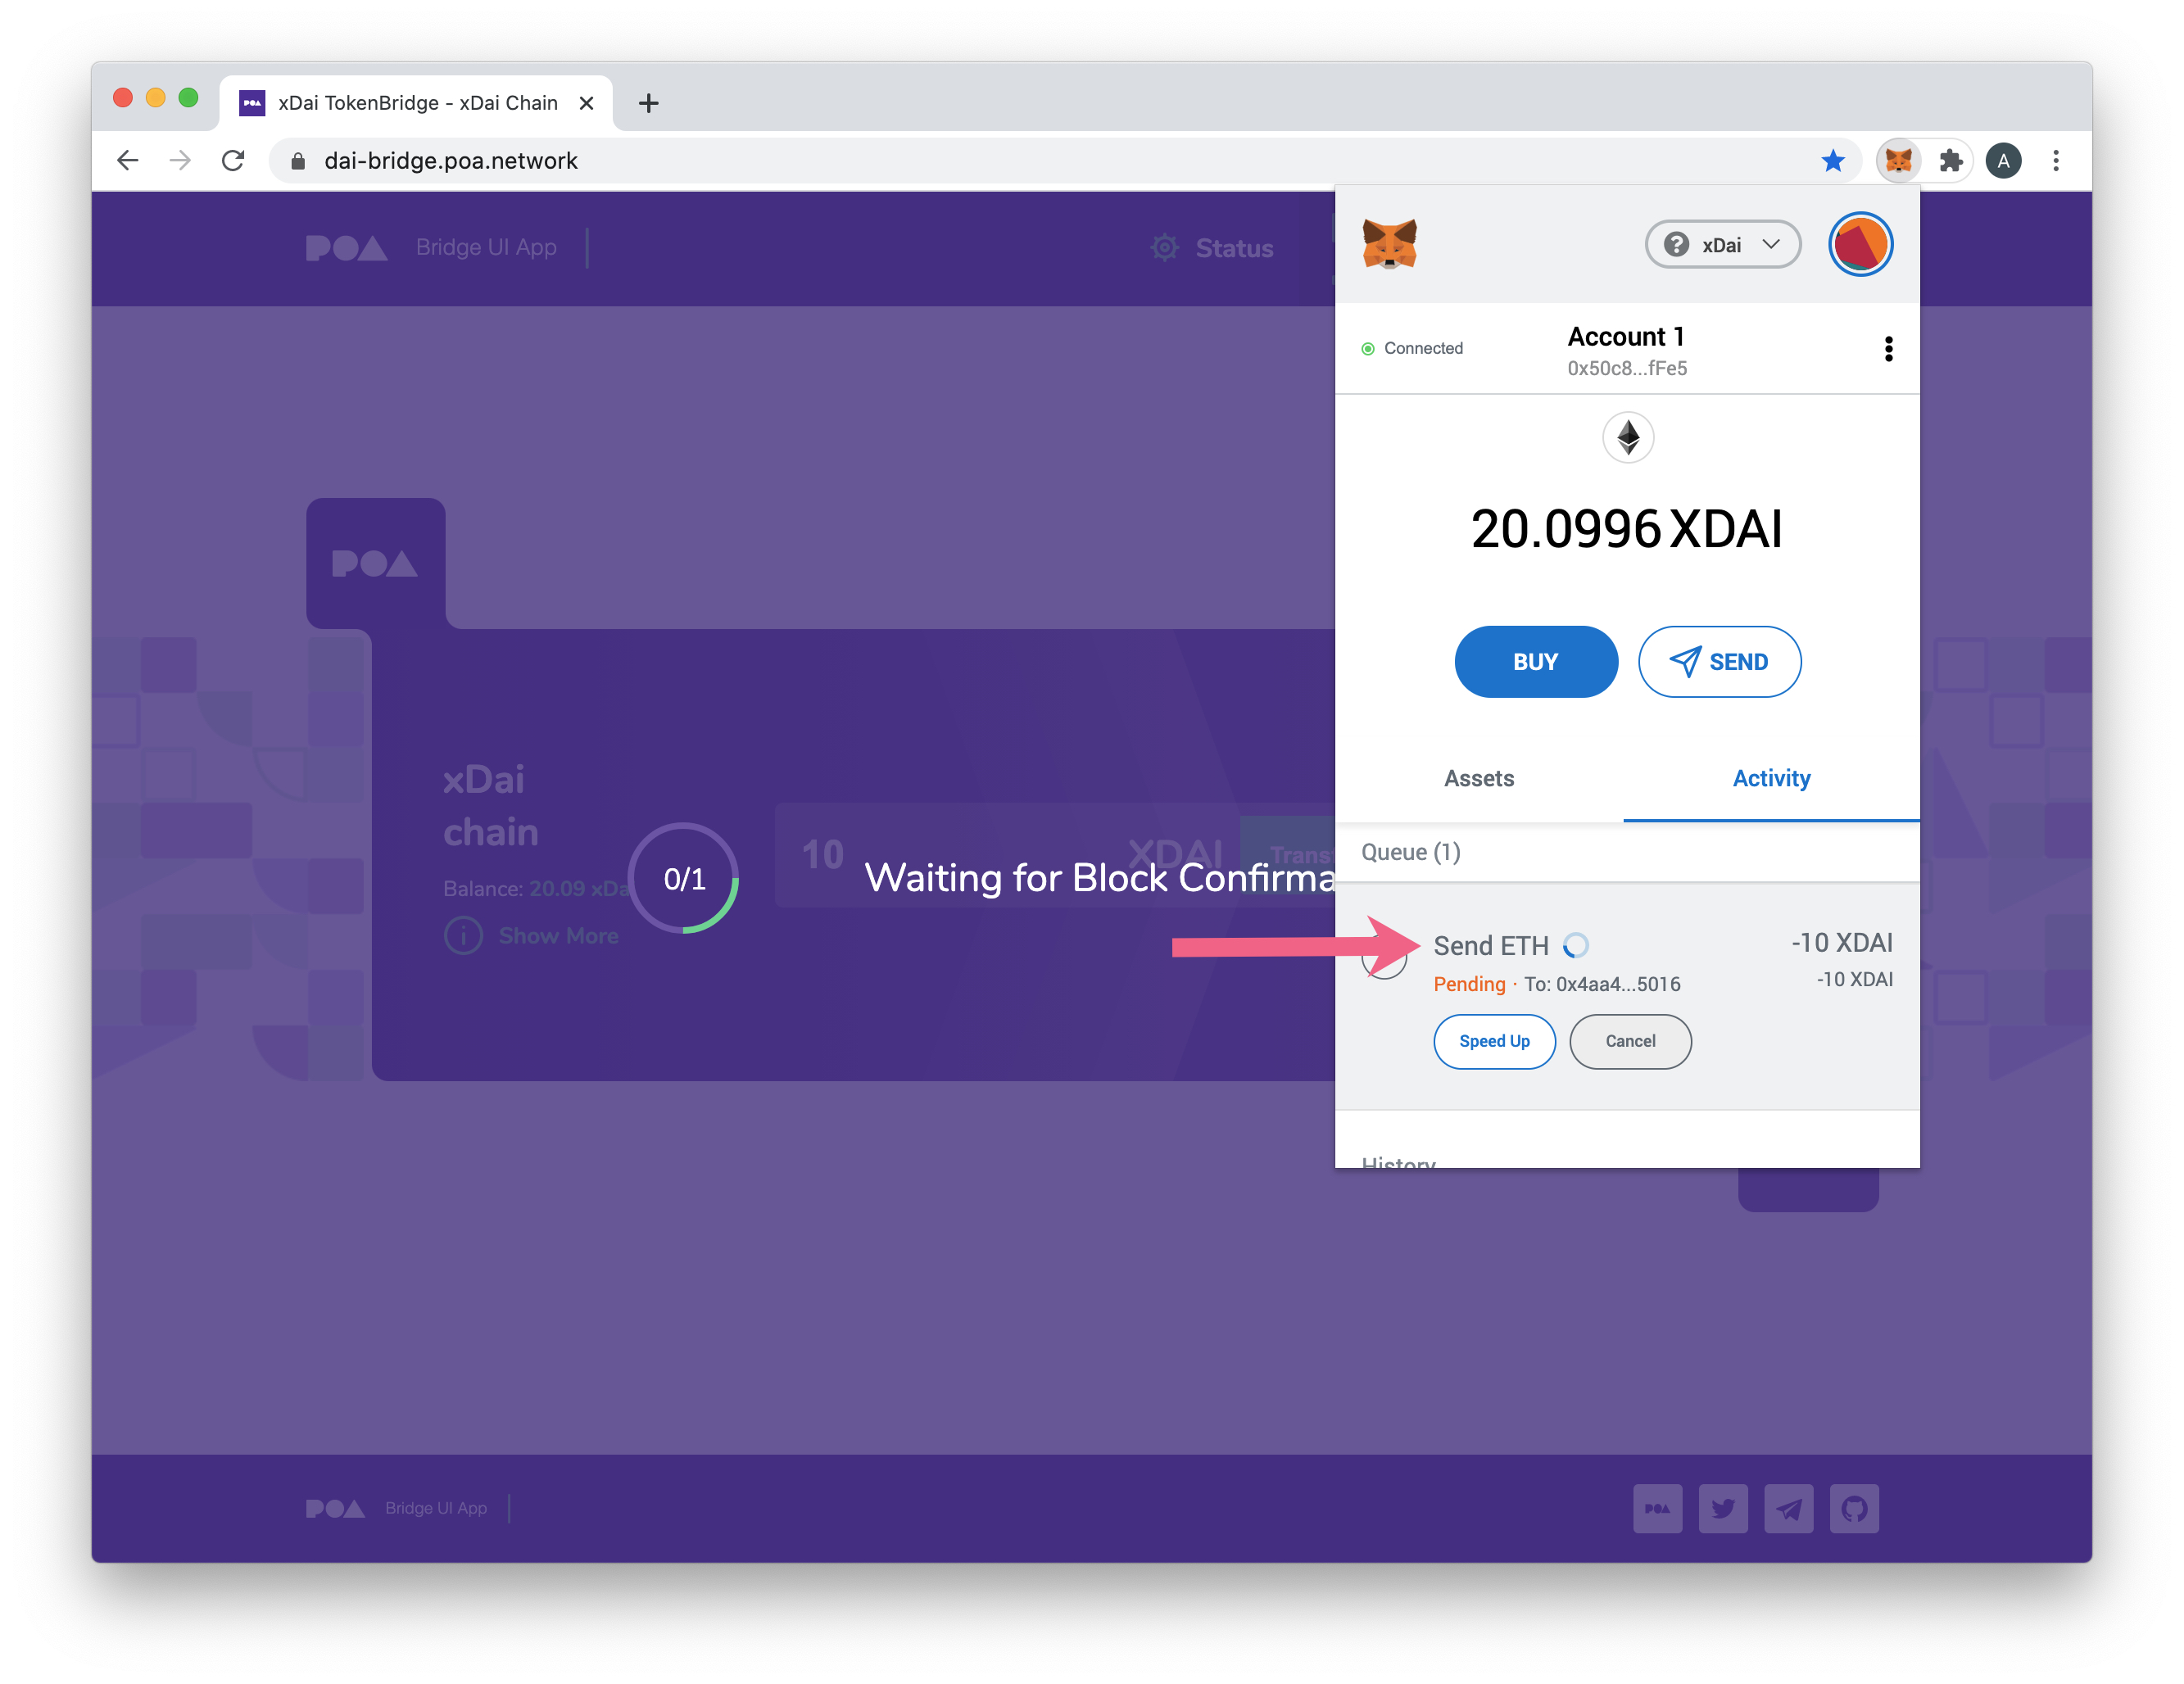 POA xDai TokenBridge - xDai Chain
dai-bridge.poa.network
A
POA Bridge UI App
Status
xDai
Connected
Account 1
0x50c8...fFe5
20.0996 XDAI
BUY
SEND
Assets
Activity
Queue (1)
POA
xDai
chain
Balance: 20.09 xDa
Show More
10
XDAI
Transf
0/1
Waiting for Block Confirma
Send ETH
-10 XDAI
Pending · To: 0x4aa4...5016
-10 XDAI
Speed Up
Cancel
History
POA Bridge UI App
POA